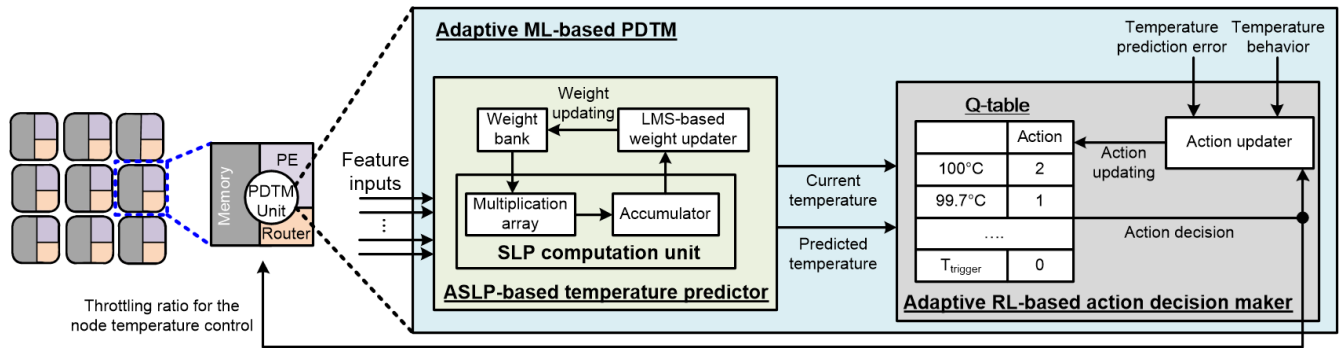 Adaptive ML-based PDTM
Temperature
prediction error
Temperature
behavior
Memory
PE
PDTM
Unit
Router
Feature
inputs
...
Weight
updating
Weight
bank
LMS-based
weight updater
Multiplication
array
Accumulator
SLP computation unit
ASLP-based temperature predictor
Current
temperature
Predicted
temperature
Q-table
Action
100°C 2
99.7°C 1
....
Ttrigger 0
Action
updating
Action updater
Action decision
Adaptive RL-based action decision maker
Throttling ratio for the
node temperature control